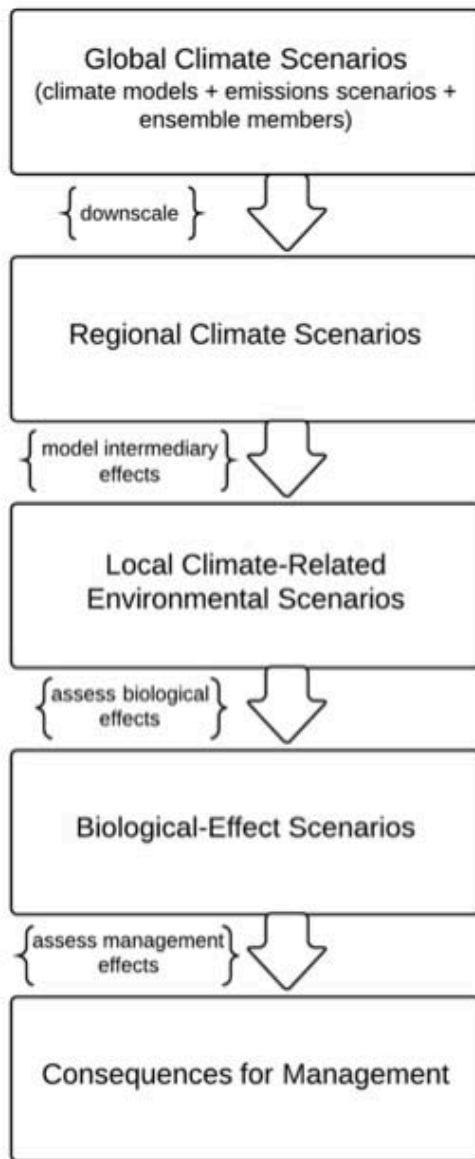 Global Climate Scenarios
(climate models + emissions scenarios +
ensemble members)
downscale
Regional Climate Scenarios
model intermediary
effects
Local Climate-Related
Environmental Scenarios
assess biological
effects
Biological-Effect Scenarios
assess management
effects
Consequences for Management